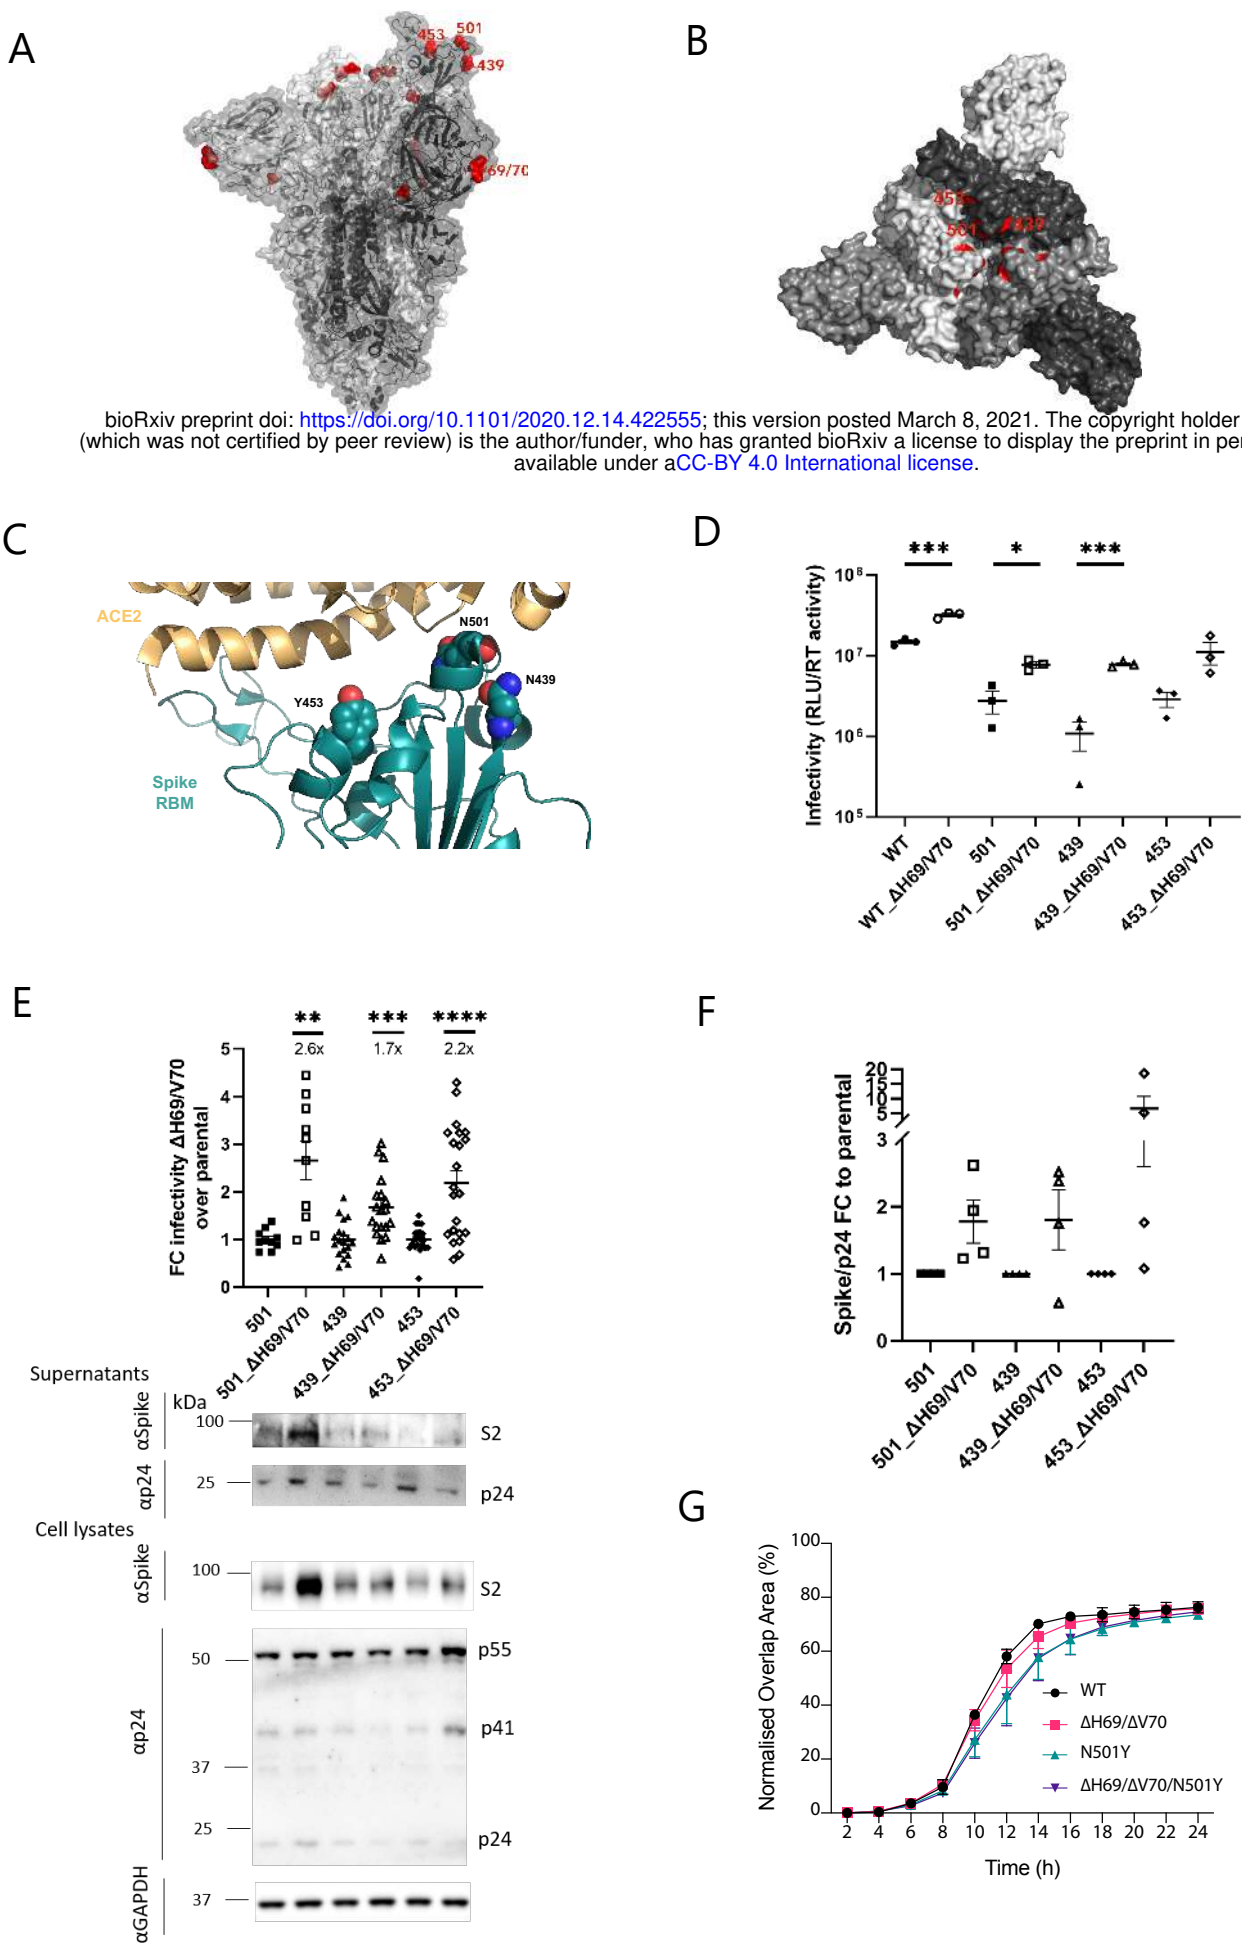 A
453
501
439
69/70
B
453
501
439
bioRxiv preprint doi: https://doi.org/10.1101/2020.12.14.422555; this version posted March 8, 2021. The copyright holder
(which was not certified by peer review) is the author/funder, who has granted bioRxiv a license to display the preprint in per
available under aCC-BY 4.0 International license.
C
ACE2
N501
N439
Y453
Spike
RBM
D
*** * ***
Infectivity (RLU/RT activity)
10⁸
10⁷
10⁶
10⁵
WT
WT_ΔH69/V70
501
501_ΔH69/V70
439
439_ΔH69/V70
453
453_ΔH69/V70
E
** *** ****
2.6x 1.7x 2.2x
FC infectivity ΔH69/V70
over parental
5
4
3
2
1
0
501
501_ΔH69/V70
439
439_ΔH69/V70
453
453_ΔH69/V70
Supernatants
kDa
αSpike
100
S2
αp24
25
p24
Cell lysates
αSpike
100
S2
αp24
50
37
25
p55
p41
p24
αGAPDH
37
F
Spike/p24 FC to parental
20
15
10
5
3
2
1
0
501
501_ΔH69/V70
439
439_ΔH69/V70
453
453_ΔH69/V70
G
Normalised Overlap Area (%)
100
80
60
40
20
0
WT
ΔH69/ΔV70
N501Y
ΔH69/ΔV70/N501Y
2 4 6 8 10 12 14 16 18 20 22 24
Time (h)